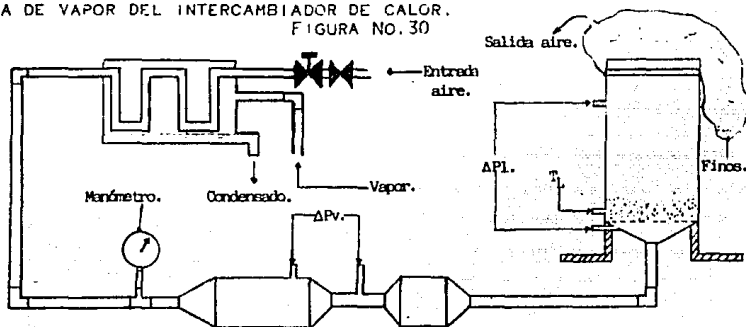 A DE VAPOR DEL INTERCAMBIADOR DE CALOR.
FIGURA NO. 30
Salida aire.
Entrada
aire.
ΔPl.
T_L
Finos.
Manómetro.
Condensado.
Vapor.
ΔPv.